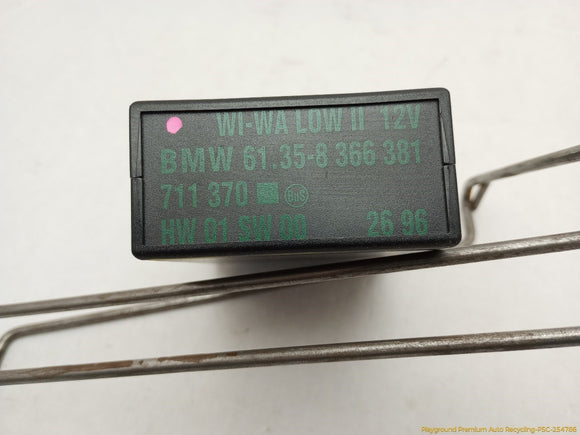 WI-WA LOW II 12V
BMW 61.35-8 366 381
711 370 BnS
HW 01 SW 00 26 96
Playground Premium Auto Recycling-PSC-254786